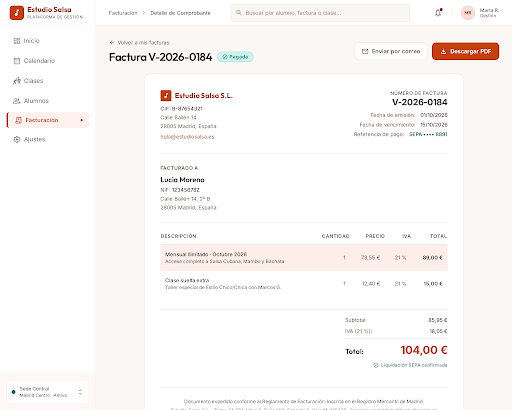 Estudio Salsa
PLATAFORMA DE GESTIÓN
Facturación > Detalle de Comprobante
Buscar por alumno, factura o clase...
MR
Marta R.
Gestión
Inicio
Calendario
Clases
Alumnos
Facturación
Ajustes
Sede Central
Madrid Centro · Activo
← Volver a mis facturas
Factura V-2026-0184
Pagada
Enviar por correo
Descargar PDF
Estudio Salsa S.L.
CIF: B-87654321
Calle Bailén 14
28005 Madrid, España
hola@estudiosalsa.es
NÚMERO DE FACTURA
V-2026-0184
Fecha de emisión: 01/10/2026
Fecha de vencimiento: 15/10/2026
Referencia de pago: SEPA •••• 8891
FACTURADO A
Lucía Moreno
NIF: 12345678Z
Calle Bailén 14, 2º B
28005 Madrid, España
DESCRIPCIÓN CANTIDAD PRECIO IVA TOTAL
Mensual Ilimitado · Octubre 2026 1 73,55 € 21 % 89,00 €
Acceso completo a Salsa Cubana, Mambo y Bachata
Clase suelta extra 1 12,40 € 21 % 15,00 €
Taller especial de Estilo Chico/Chica con Marcos G.
Subtotal: 85,95 €
IVA (21 %): 18,05 €
Total: 104,00 €
Liquidación SEPA confirmada
Documento expedido conforme al Reglamento de Facturación. Inscrita en el Registro Mercantil de Madrid.